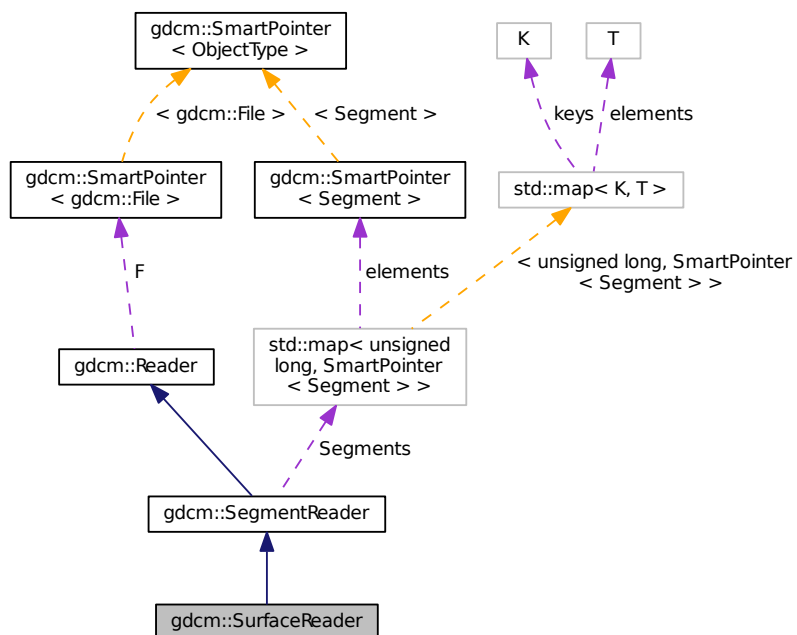 gdcm::SmartPointer
< ObjectType >
K
T
< gdcm::File >
< Segment >
keys
elements
gdcm::SmartPointer
< gdcm::File >
gdcm::SmartPointer
< Segment >
std::map< K, T >
F
elements
< unsigned long, SmartPointer
< Segment > >
gdcm::Reader
std::map< unsigned
long, SmartPointer
< Segment > >
Segments
gdcm::SegmentReader
gdcm::SurfaceReader